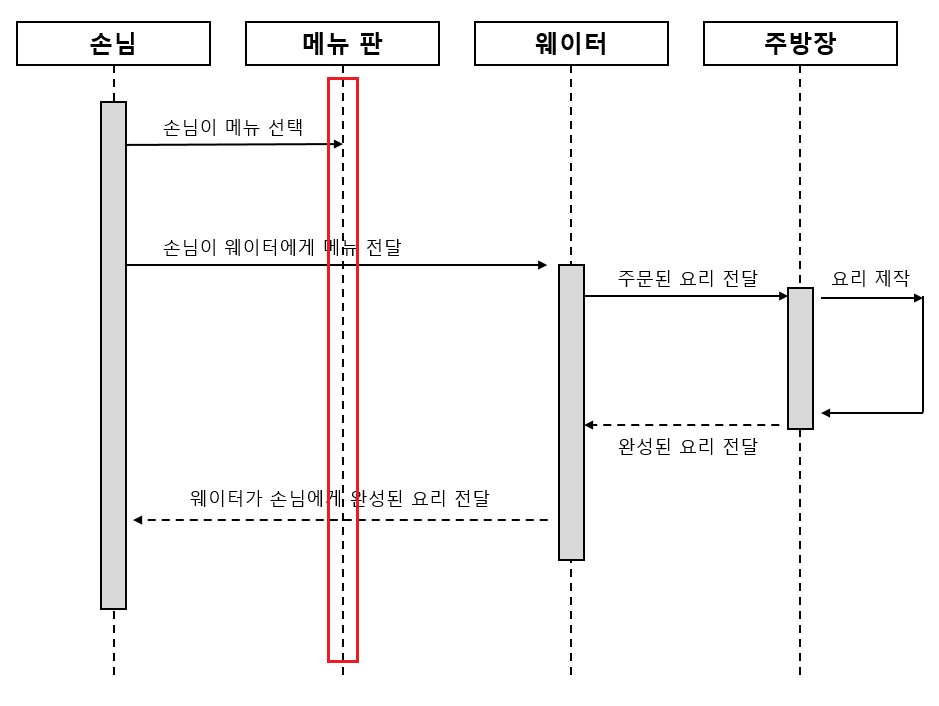 손님
메뉴 판
웨이터
주방장
손님이 메뉴 선택
손님이 웨이터에게 메뉴 전달
주문된 요리 전달
요리 제작
완성된 요리 전달
웨이터가 손님에게 완성된 요리 전달